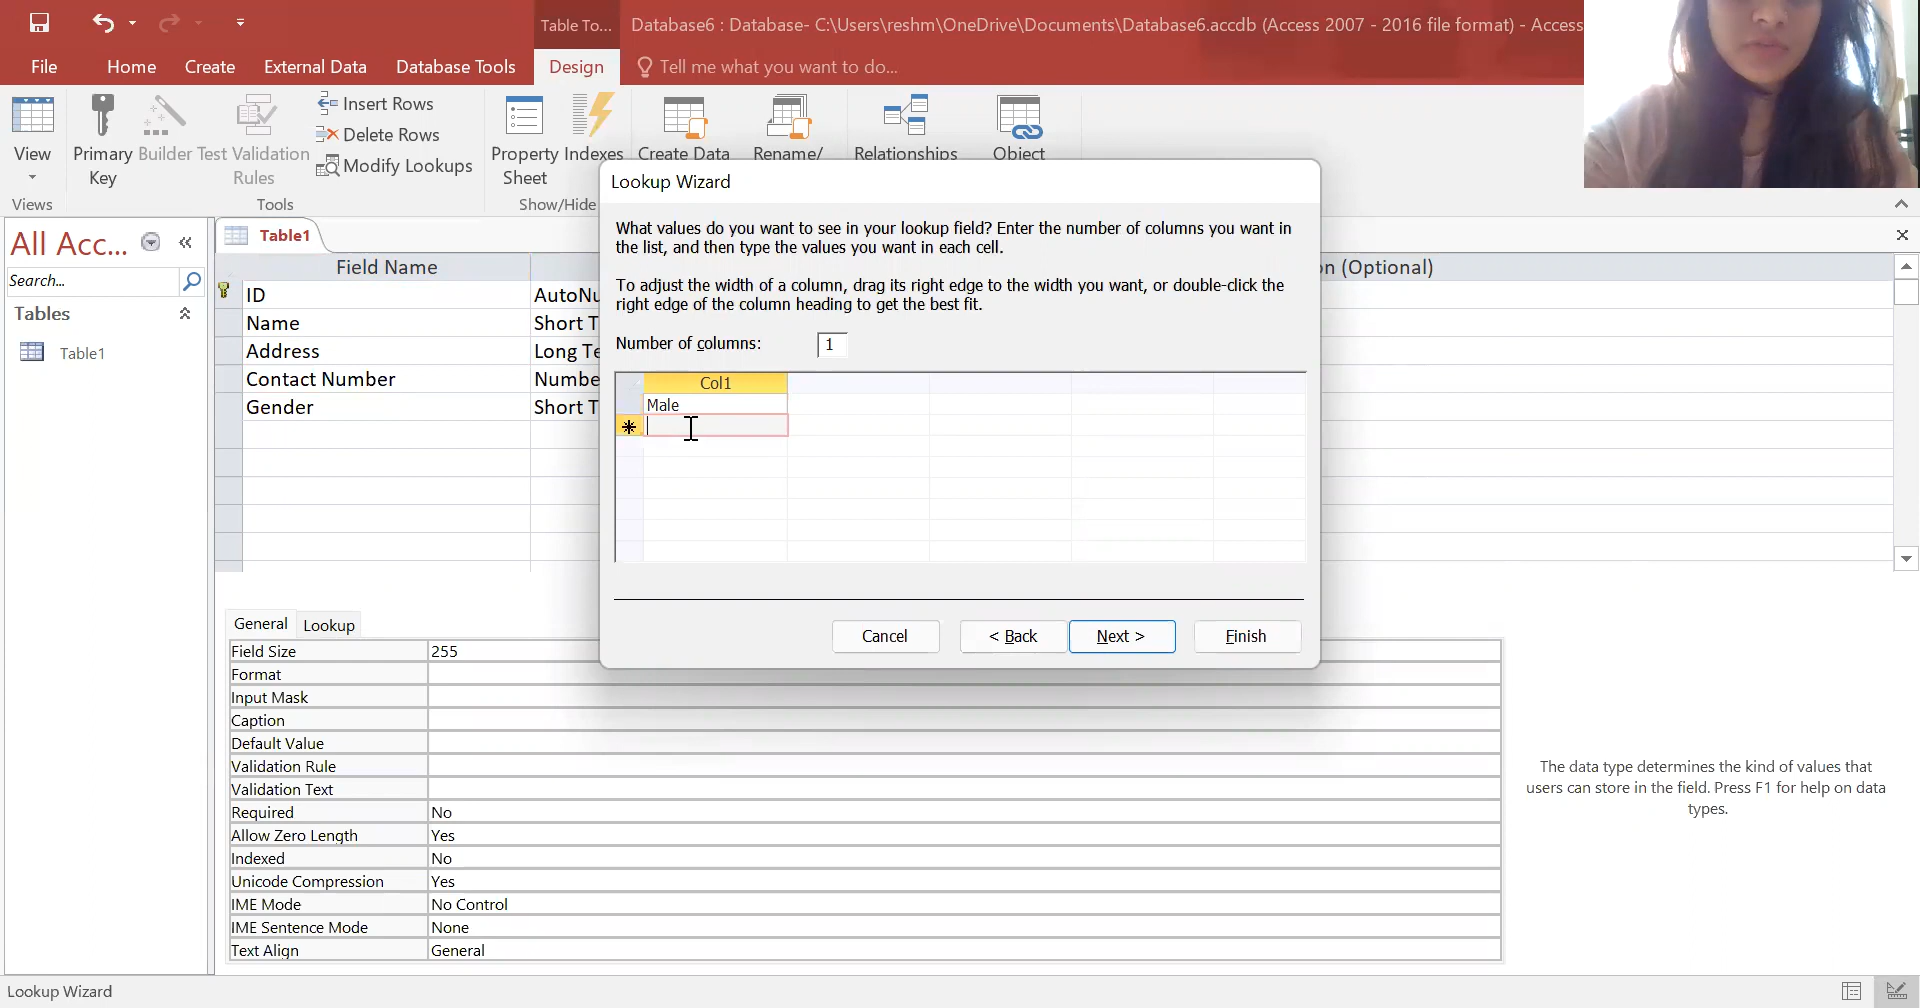 Table To...
Database6 : Database- C:\Users\reshm\OneDrive\Documents\Database6.accdb (Access 2007 - 2016 file format) - Access
File
Home
Create
External Data
Database Tools
Design
Tell me what you want to do...
View
Primary
Key
Builder
Test Validation
Rules
Insert Rows
Delete Rows
Modify Lookups
Property
Sheet
Indexes
Create Data
Rename/
Relationships
Object
Views
Tools
Show/Hide
All Acc...
Search...
Tables
Table1
Table1
Field Name
n (Optional)
ID
AutoNu
Name
Short T
Address
Long Te
Contact Number
Numbe
Gender
Short T
Lookup Wizard
What values do you want to see in your lookup field? Enter the number of columns you want in
the list, and then type the values you want in each cell.
To adjust the width of a column, drag its right edge to the width you want, or double-click the
right edge of the column heading to get the best fit.
Number of columns:
1
Col1
Male
Cancel
< Back
Next >
Finish
General
Lookup
Field Size
255
Format
Input Mask
Caption
Default Value
Validation Rule
Validation Text
Required
No
Allow Zero Length
Yes
Indexed
No
Unicode Compression
Yes
IME Mode
No Control
IME Sentence Mode
None
Text Align
General
The data type determines the kind of values that
users can store in the field. Press F1 for help on data
types.
Lookup Wizard